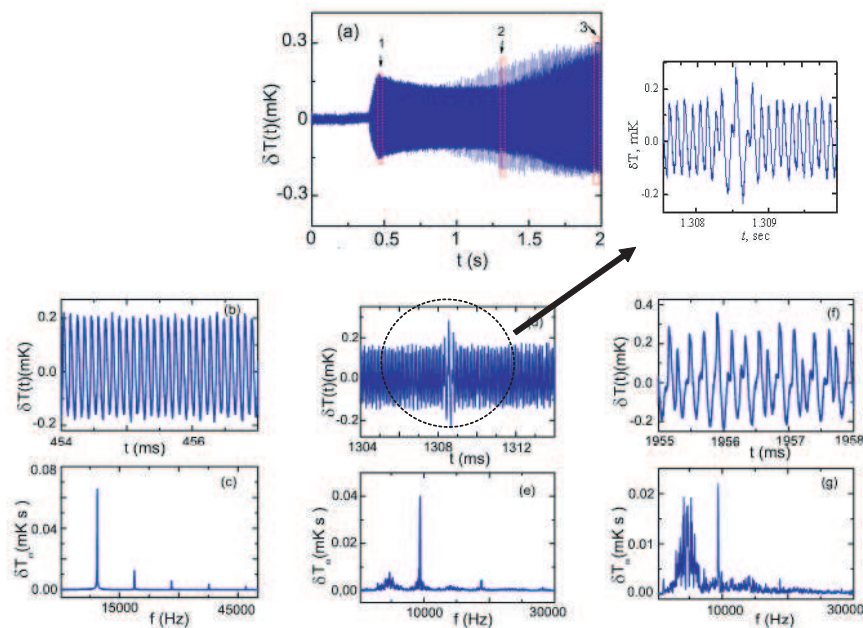 (a)
1
2
3
0.3
0.0
-0.3
δT(t)(mK)
0
0.5
1
1.5
2
t (s)
0.2
0.0
-0.2
δT, mK
1.308
1.309
t, sec
(b)
0.2
0.0
-0.2
δT(t)(mK)
454
456
t (ms)
0.2
0.0
-0.2
δT(t)(mK)
1304
1308
1312
t (ms)
(f)
0.4
0.2
0.0
-0.2
δT(t)(mK)
1955
1956
1957
1958
t (ms)
(c)
0.08
0.04
0.00
δTω(mK s)
15000
45000
f (Hz)
(e)
0.04
0.02
0.00
δTω(mK s)
10000
30000
f (Hz)
(g)
0.02
0.01
0.00
δTω(mK s)
10000
30000
f (Hz)